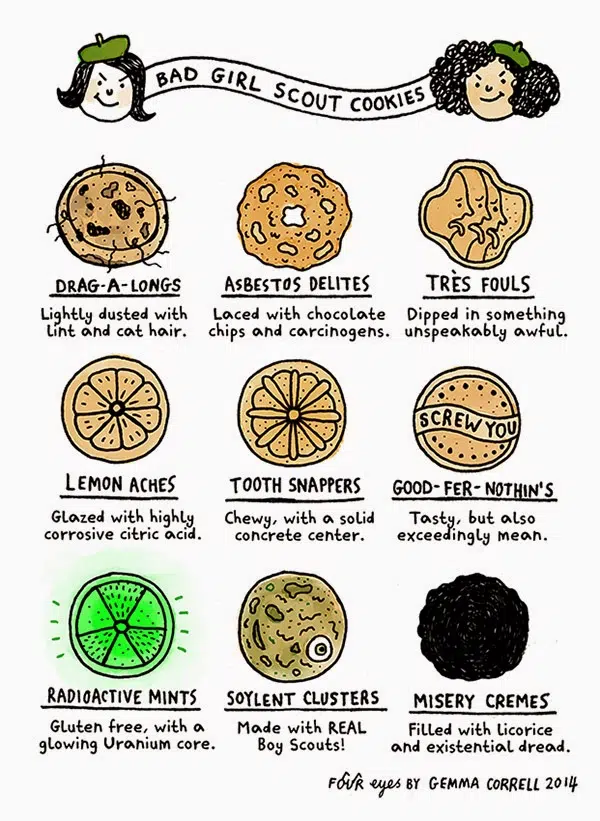 BAD GIRL SCOUT COOKIES
DRAG-A-LONGS
Lightly dusted with
lint and cat hair.
ASBESTOS DELITES
Laced with chocolate
chips and carcinogens.
TRÈS FOULS
Dipped in something
unspeakably awful.
LEMON ACHES
Glazed with highly
corrosive citric acid.
TOOTH SNAPPERS
Chewy, with a solid
concrete center.
SCREW YOU
GOOD-FER-NOTHIN'S
Tasty, but also
exceedingly mean.
RADIOACTIVE MINTS
Gluten free, with a
glowing Uranium core.
SOYLENT CLUSTERS
Made with REAL
Boy Scouts!
MISERY CREMES
Filled with licorice
and existential dread.
FOUR eyes BY GEMMA CORRELL 2014